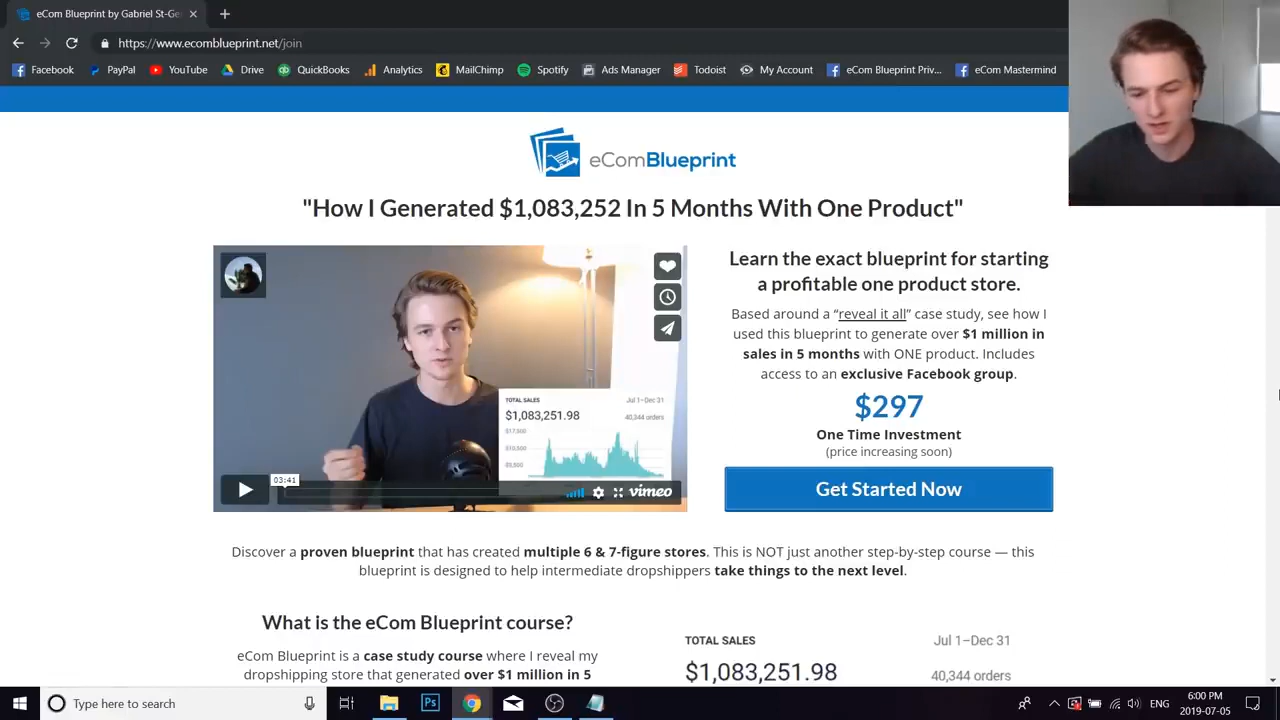 eCom Blueprint by Gabriel St-Ge
https://www.ecomblueprint.net/join
Facebook PayPal YouTube Drive QuickBooks Analytics MailChimp Spotify Ads Manager Todoist My Account eCom Blueprint Priv... eCom Mastermind
eComBlueprint
"How I Generated $1,083,252 In 5 Months With One Product"
TOTAL SALES Jul 1–Dec 31
$1,083,251.98 40,344 orders
$17,500
$10,500
$3,500
03:41
vimeo
Learn the exact blueprint for starting
a profitable one product store.
Based around a “reveal it all” case study, see how I
used this blueprint to generate over $1 million in
sales in 5 months with ONE product. Includes
access to an exclusive Facebook group.
$297
One Time Investment
(price increasing soon)
Get Started Now
Discover a proven blueprint that has created multiple 6 & 7-figure stores. This is NOT just another step-by-step course — this
blueprint is designed to help intermediate dropshippers take things to the next level.
What is the eCom Blueprint course?
eCom Blueprint is a case study course where I reveal my
dropshipping store that generated over $1 million in 5
TOTAL SALES Jul 1–Dec 31
$1,083,251.98 40,344 orders
Type here to search
Ps
ENG
6:00 PM
2019-07-05